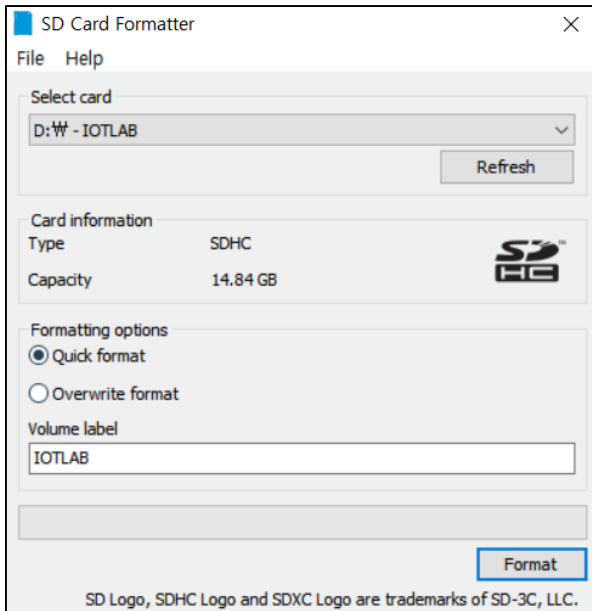 SD Card Formatter
File Help
Select card
D:₩ - IOTLAB
Refresh
Card information
Type SDHC
Capacity 14.84 GB
SD
HC
TM
Formatting options
Quick format
Overwrite format
Volume label
IOTLAB
Format
SD Logo, SDHC Logo and SDXC Logo are trademarks of SD-3C, LLC.